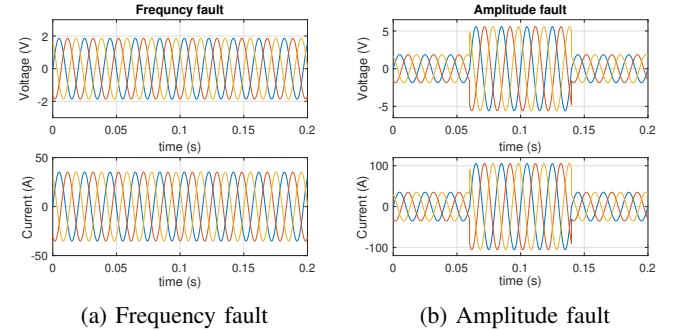 Frequncy fault
Voltage (V)
2
0
-2
0 0.05 0.1 0.15 0.2
time (s)
Current (A)
50
0
-50
0 0.05 0.1 0.15 0.2
time (s)
(a) Frequency fault
Amplitude fault
Voltage (V)
5
0
-5
0 0.05 0.1 0.15 0.2
time (s)
Current (A)
100
0
-100
0 0.05 0.1 0.15 0.2
time (s)
(b) Amplitude fault